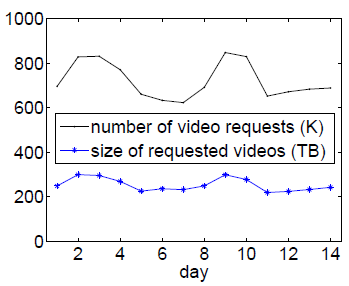 1000
800
600
number of video requests (K)
size of requested videos (TB)
400
200
0
2 4 6 8 10 12 14
day